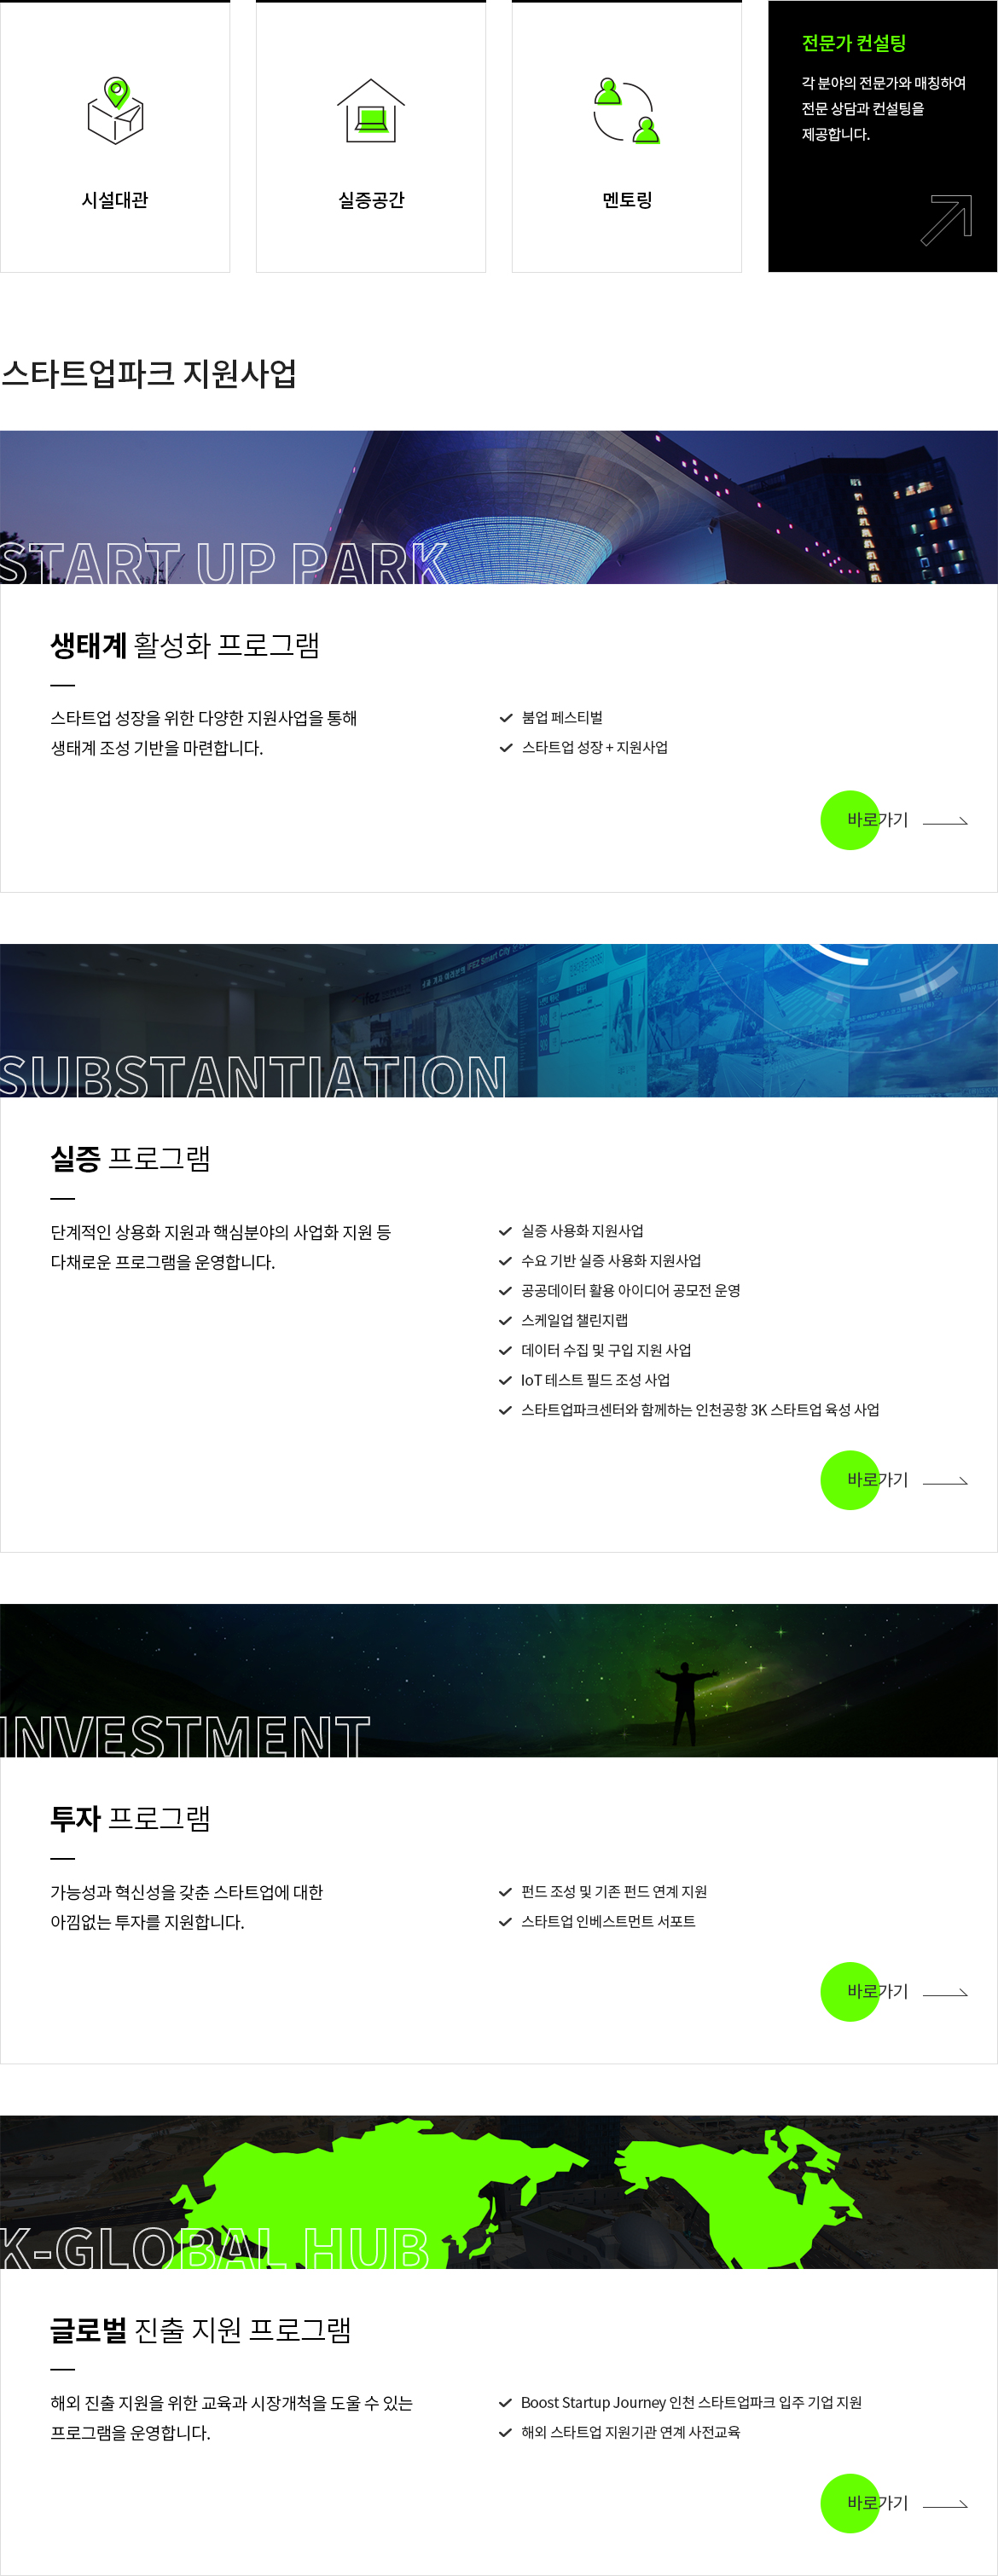 시설대관
실증공간
멘토링
전문가 컨설팅
각 분야의 전문가와 매칭하여
전문 상담과 컨설팅을
제공합니다.
스타트업파크 지원사업
START UP PARK
생태계 활성화 프로그램
스타트업 성장을 위한 다양한 지원사업을 통해
생태계 조성 기반을 마련합니다.
붐업 페스티벌
스타트업 성장 + 지원사업
바로가기
SUBSTANTIATION
실증 프로그램
단계적인 상용화 지원과 핵심분야의 사업화 지원 등
다채로운 프로그램을 운영합니다.
실증 사용화 지원사업
수요 기반 실증 사용화 지원사업
공공데이터 활용 아이디어 공모전 운영
스케일업 챌린지랩
데이터 수집 및 구입 지원 사업
IoT 테스트 필드 조성 사업
스타트업파크센터와 함께하는 인천공항 3K 스타트업 육성 사업
바로가기
INVESTMENT
투자 프로그램
가능성과 혁신성을 갖춘 스타트업에 대한
아낌없는 투자를 지원합니다.
펀드 조성 및 기존 펀드 연계 지원
스타트업 인베스트먼트 서포트
바로가기
K-GLOBAL HUB
글로벌 진출 지원 프로그램
해외 진출 지원을 위한 교육과 시장개척을 도울 수 있는
프로그램을 운영합니다.
Boost Startup Journey 인천 스타트업파크 입주 기업 지원
해외 스타트업 지원기관 연계 사전교육
바로가기